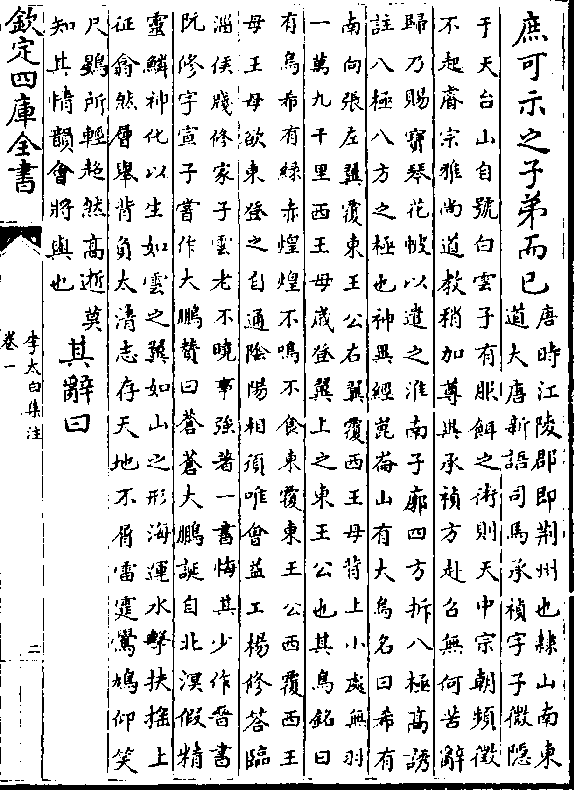 庶可示之子弟而已
唐時江陵郡即荆州也隸山南東
道大唐新語司馬承禎字子微隱
于天台山自號白雲子有服餌之術則天中宗朝頻徵
不起睿宗雅尚道教稍加尊異承禎方赴召無何苦辭
歸乃賜寶琴花帔以遣之淮南子廓四方拆八極高誘
註八極八方之極也神異經崑崙山有大鳥名曰希有
南向張左翼覆東王公右翼覆西王母背上小處無羽
一萬九千里西王母歳登翼上之東王公也其鳥銘曰
有鳥希有緑赤煌煌不鳴不食東覆東王公西覆西王
母王母欲東登之自通陰陽相須唯會益工楊修荅臨
淄侯牋修家子雲老不曉事强著一書悔其少作晉書
阮修字宣子嘗作大鵬賛曰蒼蒼大鵬誕自北溟假精
靈鱗神化以生如雲之翼如山之形海運水擊扶摇上
征翕然層舉背負太清志存天地不屑雷霆鷽鳩仰笑
尺鷃所輕超然高逝莫
知其情韻會將與也
其辭曰
欽定四庫全書
李太白集注
卷一
二